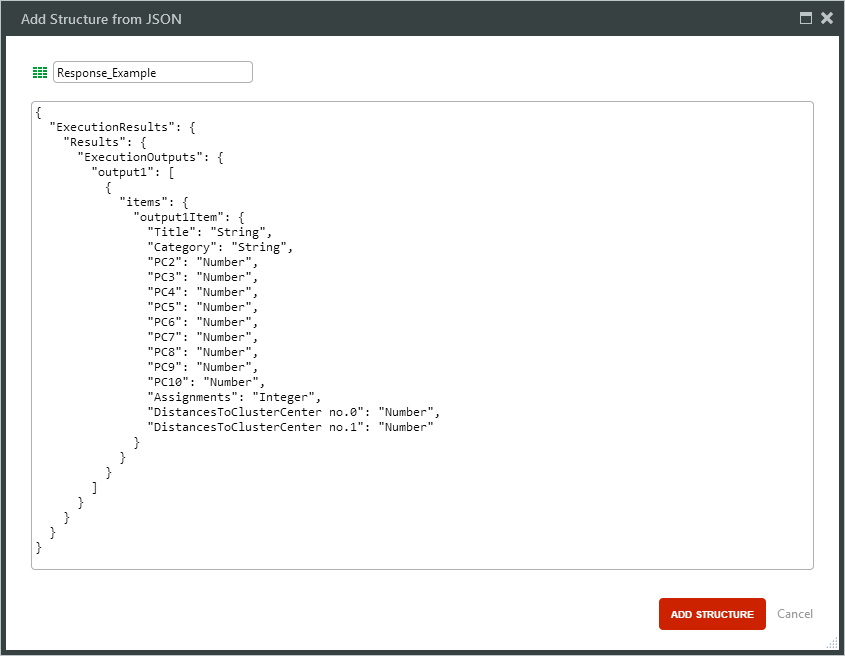 Add Structure from JSON
Response_Example
{
"ExecutionResults": {
"Results": {
"ExecutionOutputs": {
"output1": [
{
"items": {
"output1Item": {
"Title": "String",
"Category": "String",
"PC2": "Number",
"PC3": "Number",
"PC4": "Number",
"PC5": "Number",
"PC6": "Number",
"PC7": "Number",
"PC8": "Number",
"PC9": "Number",
"PC10": "Number",
"Assignments": "Integer",
"DistancesToClusterCenter no.0": "Number",
"DistancesToClusterCenter no.1": "Number"
}
}
}
]
}
}
}
}
ADD STRUCTURE
Cancel